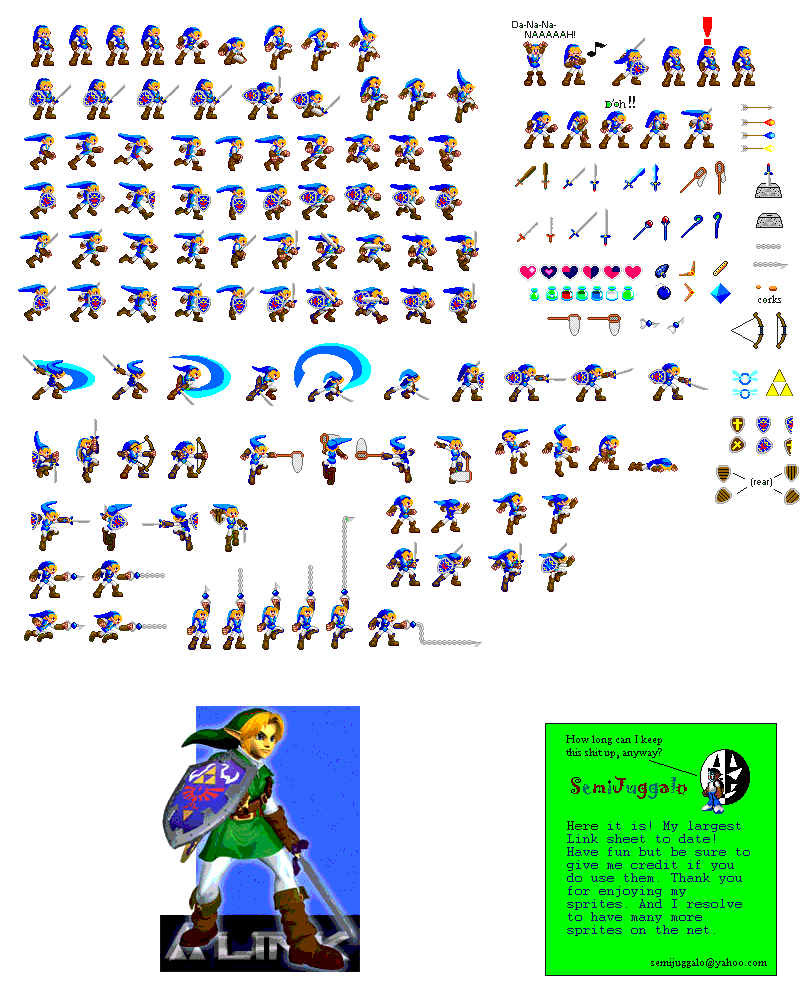 Da-Na-Na-
NAAAAAH!
!
D'oh!!
corks
(rear)
LINK
How long can I keep
this shit up, anyway?
SemiJuggalo
Here it is! My largest
Link sheet to date!
Have fun but be sure to
give me credit if you
do use them. Thank you
for enjoying my
sprites. And I resolve
to have many more
sprites on the net.
semijuggalo@yahoo.com